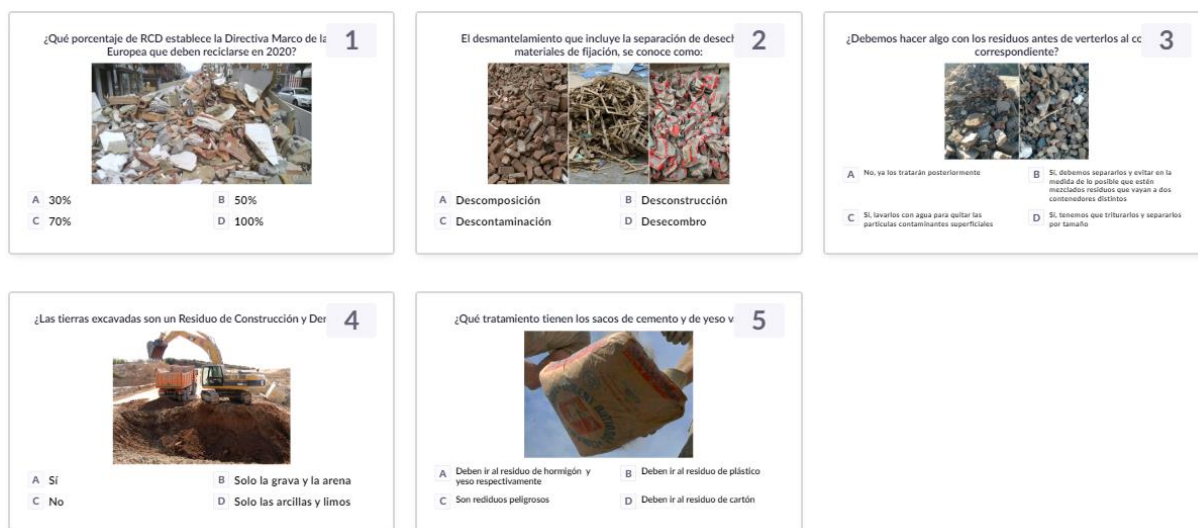 1
¿Qué porcentaje de RCD establece la Directiva Marco de la
Europea que deben reciclarse en 2020?
A 30%
B 50%
C 70%
D 100%
2
El desmantelamiento que incluye la separación de desech
materiales de fijación, se conoce como:
A Descomposición
B Desconstrucción
C Descontaminación
D Desecombro
3
¿Debemos hacer algo con los residuos antes de verterlos al co
correspondiente?
A No, ya los tratarán posteriormente
B Sí, debemos separarlos y evitar en la
medida de lo posible que estén
mezclados residuos que vayan a dos
contenedores distintos
C Sí, lavarlos con agua para quitar las
partículas contaminantes superficiales
D Sí, tenemos que triturarlos y separarlos
por tamaño
4
¿Las tierras excavadas son un Residuo de Construcción y De
A Sí
B Solo la grava y la arena
C No
D Solo las arcillas y limos
5
¿Qué tratamiento tienen los sacos de cemento y de yeso v
A Deben ir al residuo de hormigón y
yeso respectivamente
B Deben ir al residuo de plástico
C Son rediduos peligrosos
D Deben ir al residuo de cartón